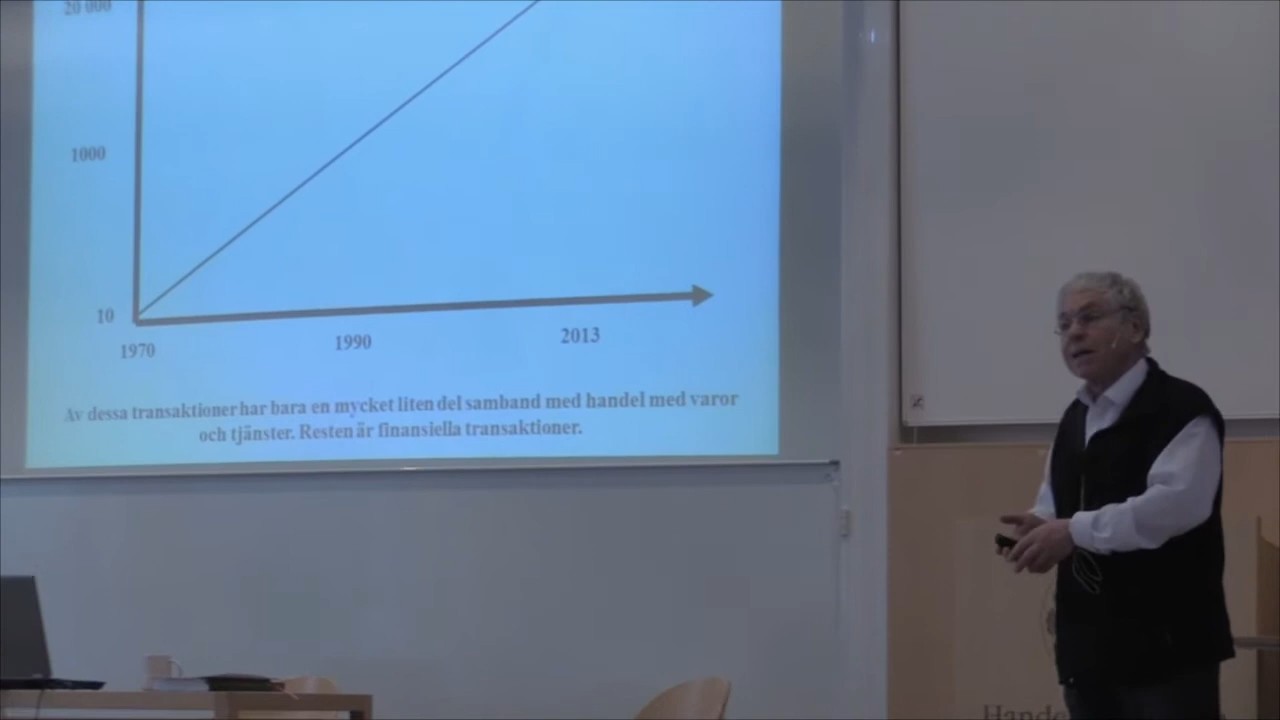 20 000
1000
10
1970 1990 2013
Av dessa transaktioner har bara en mycket liten del samband med handel med varor
och tjänster. Resten är finansiella transaktioner.